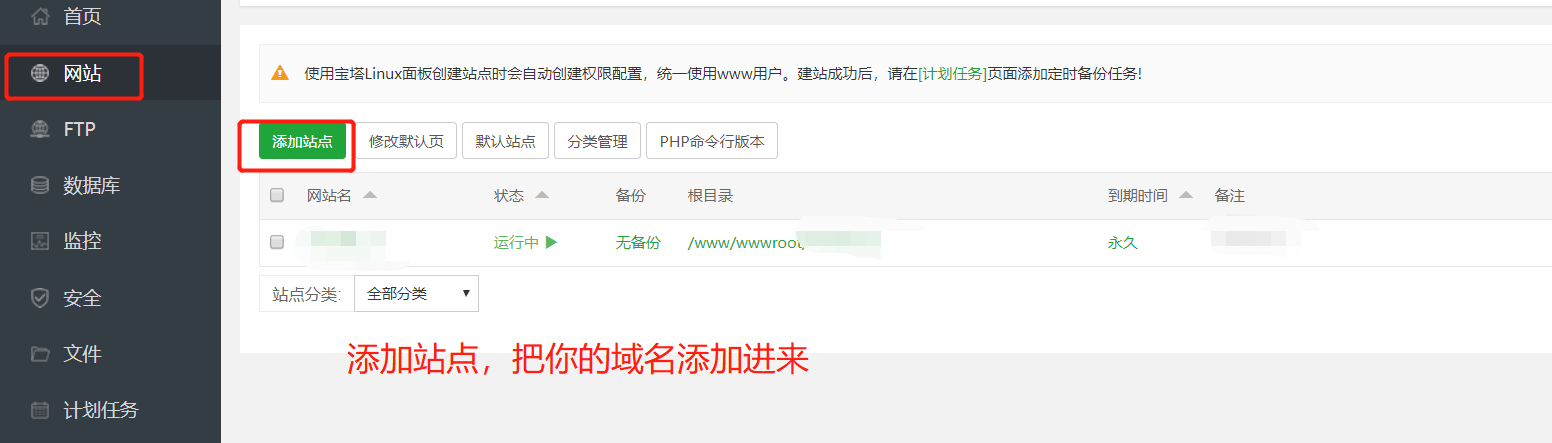 首页
网站
FTP
数据库
监控
安全
文件
计划任务
使用宝塔Linux面板创建站点时会自动创建权限配置，统一使用www用户。建站成功后，请在[计划任务]页面添加定时备份任务!
添加站点 修改默认页 默认站点 分类管理 PHP命令行版本
网站名 状态 备份 根目录 到期时间 备注
运行中 无备份 /www/wwwroot/ 永久
站点分类: 全部分类
添加站点，把你的域名添加进来